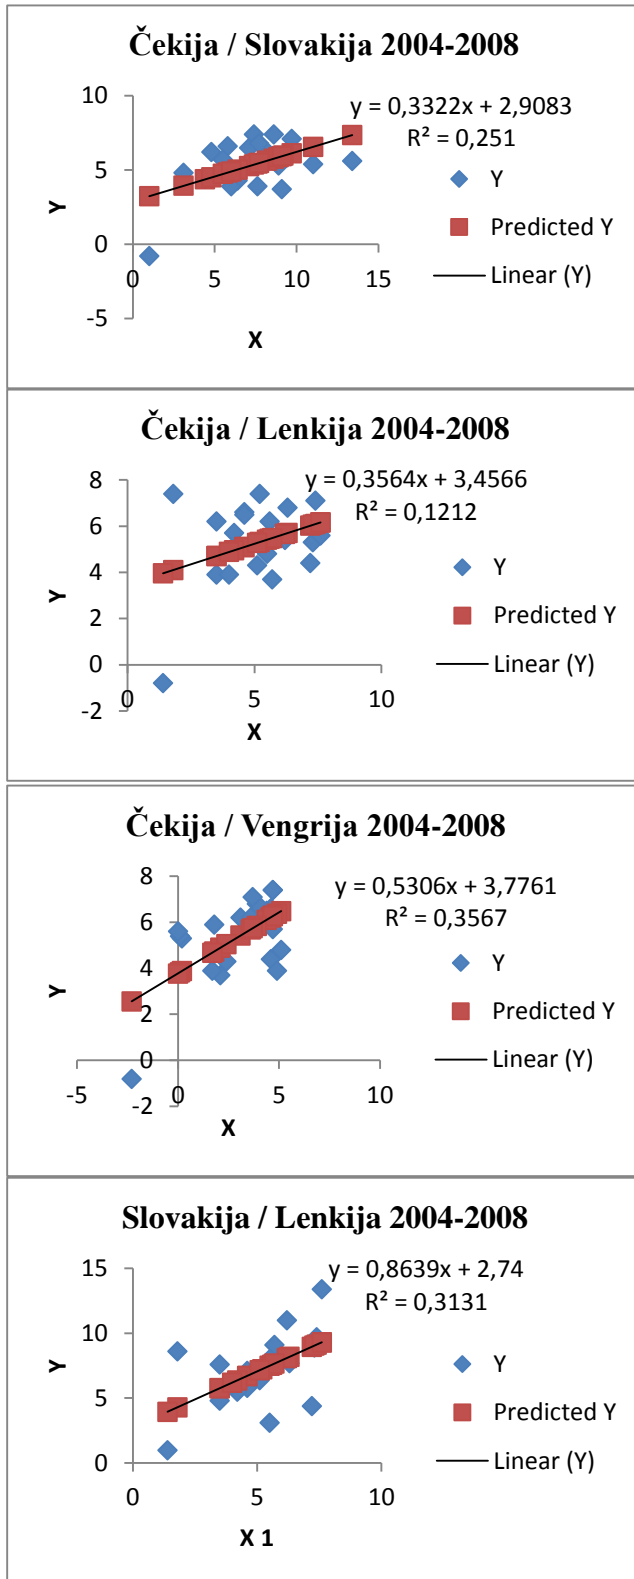 Čekija / Slovakija 2004-2008
y = 0,3322x + 2,9083
R² = 0,251
10
5
0
-5
0 5 10 15
Y
X
Y
Predicted Y
Linear (Y)
Čekija / Lenkija 2004-2008
y = 0,3564x + 3,4566
R² = 0,1212
8
6
4
2
0
-2
0 5 10
Y
X
Y
Predicted Y
Linear (Y)
Čekija / Vengrija 2004-2008
y = 0,5306x + 3,7761
R² = 0,3567
8
6
4
2
0
-2
-5 0 5 10
Y
X
Y
Predicted Y
Linear (Y)
Slovakija / Lenkija 2004-2008
y = 0,8639x + 2,74
R² = 0,3131
15
10
5
0
0 5 10
Y
X 1
Y
Predicted Y
Linear (Y)